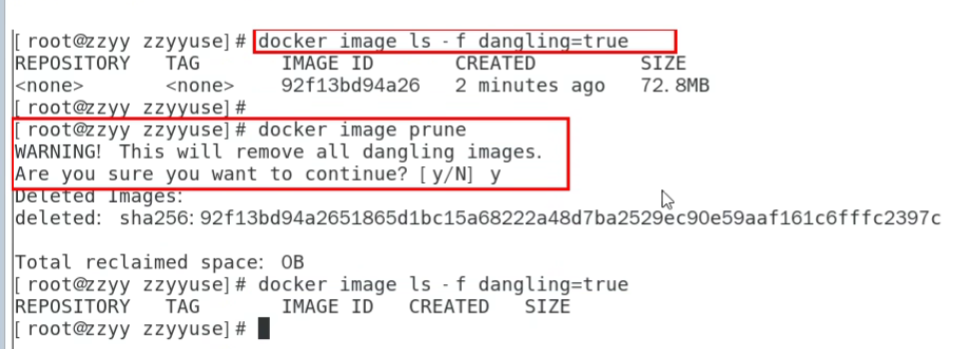 [ root@zzyy zzyyuse]# docker image ls -f dangling=true
REPOSITORY TAG IMAGE ID CREATED SIZE
<none> <none> 92f13bd94a26 2 minutes ago 72.8MB
[ root@zzyy zzyyuse]#
[ root@zzyy zzyyuse]# docker image prune
WARNING! This will remove all dangling images.
Are you sure you want to continue? [y/N] y
Deleted Images:
deleted: sha256:92f13bd94a2651865d1bc15a68222a48d7ba2529ec90e59aaf161c6fffc2397c
Total reclaimed space: 0B
[ root@zzyy zzyyuse]# docker image ls -f dangling=true
REPOSITORY TAG IMAGE ID CREATED SIZE
[ root@zzyy zzyyuse]#